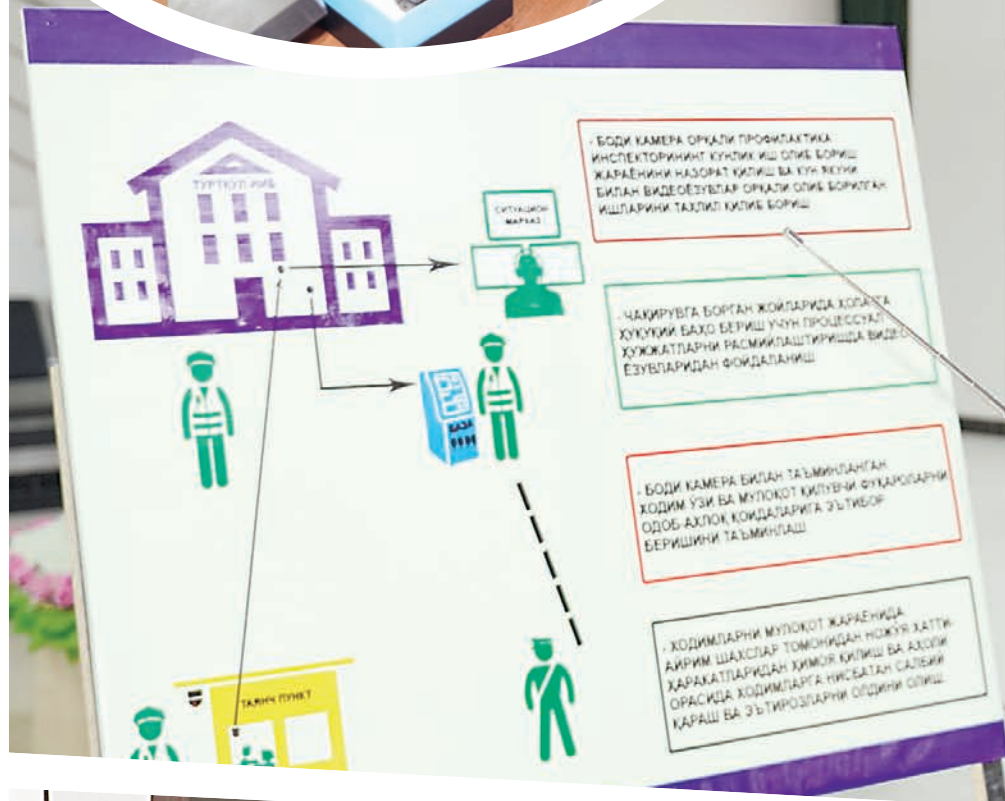 ТУРТКУЛ ИИБ
СИТУАЦИОН
МАРКАЗ
БАЗА
ТАЯНЧ ПУНКТ
- БОДИ КАМЕРА ОРҚАЛИ ПРОФИЛАКТИКА
ИНСПЕКТОРИНИНГ КУНЛИК ИШ ОЛИБ БОРИШ
ЖАРАЁНИНИ НАЗОРАТ ҚИЛИШ ВА КУН ЯКУНИ
БИЛАН ВИДЕОЁЗУВЛАР ОРҚАЛИ ОЛИБ БОРИЛГАН
ИШЛАРИНИ ТАҲЛИЛ ҚИЛИБ БОРИШ
- ЧАҚИРУВГА БОРГАН ЖОЙЛАРИДА ҲОЛАТГА
ҲУҚУҚИЙ БАҲО БЕРИШ УЧУН ПРОЦЕССУАЛ
ҲУЖЖАТЛАРНИ РАСМИЙЛАШТИРИШДА ВИДЕО
ЁЗУВЛАРИДАН ФОЙДАЛАНИШ
- БОДИ КАМЕРА БИЛАН ТАЪМИНЛАНГАН
ХОДИМ ЎЗИ ВА МУЛОҚОТ ҚИЛУВЧИ ФУҚАРОЛАРНИ
ОДОБ-АХЛОҚ ҚОИДАЛАРИГА ЭЪТИБОР
БЕРИШИНИ ТАЪМИНЛАШ
- ХОДИМЛАРНИ МУЛОҚОТ ЖАРАЁНИДА
АЙРИМ ШАХСЛАР ТОМОНИДАН НОЖЎЯ ХАТТИ-
ҲАРАКАТЛАРИДАН ҲИМОЯ ҚИЛИШ ВА АҲОЛИ
ОРАСИДА ХОДИМЛАРГА НИСБАТАН САЛБИЙ
ҚАРАШ ВА ЭЪТИРОЗЛАРНИ ОЛДИНИ ОЛИШ.